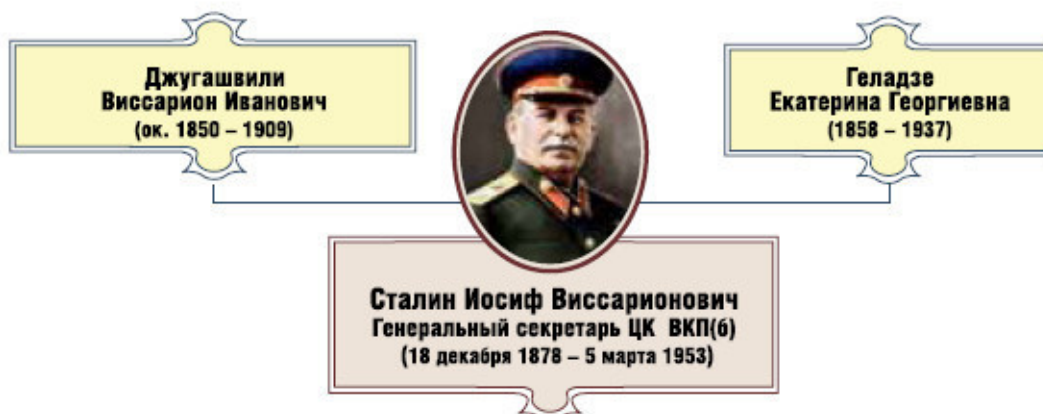 Джугашвили
Виссарион Иванович
(ок. 1850 – 1909)
Геладзе
Екатерина Георгиевна
(1858 – 1937)
Сталин Иосиф Виссарионович
Генеральный секретарь ЦК ВКП(б)
(18 декабря 1878 – 5 марта 1953)